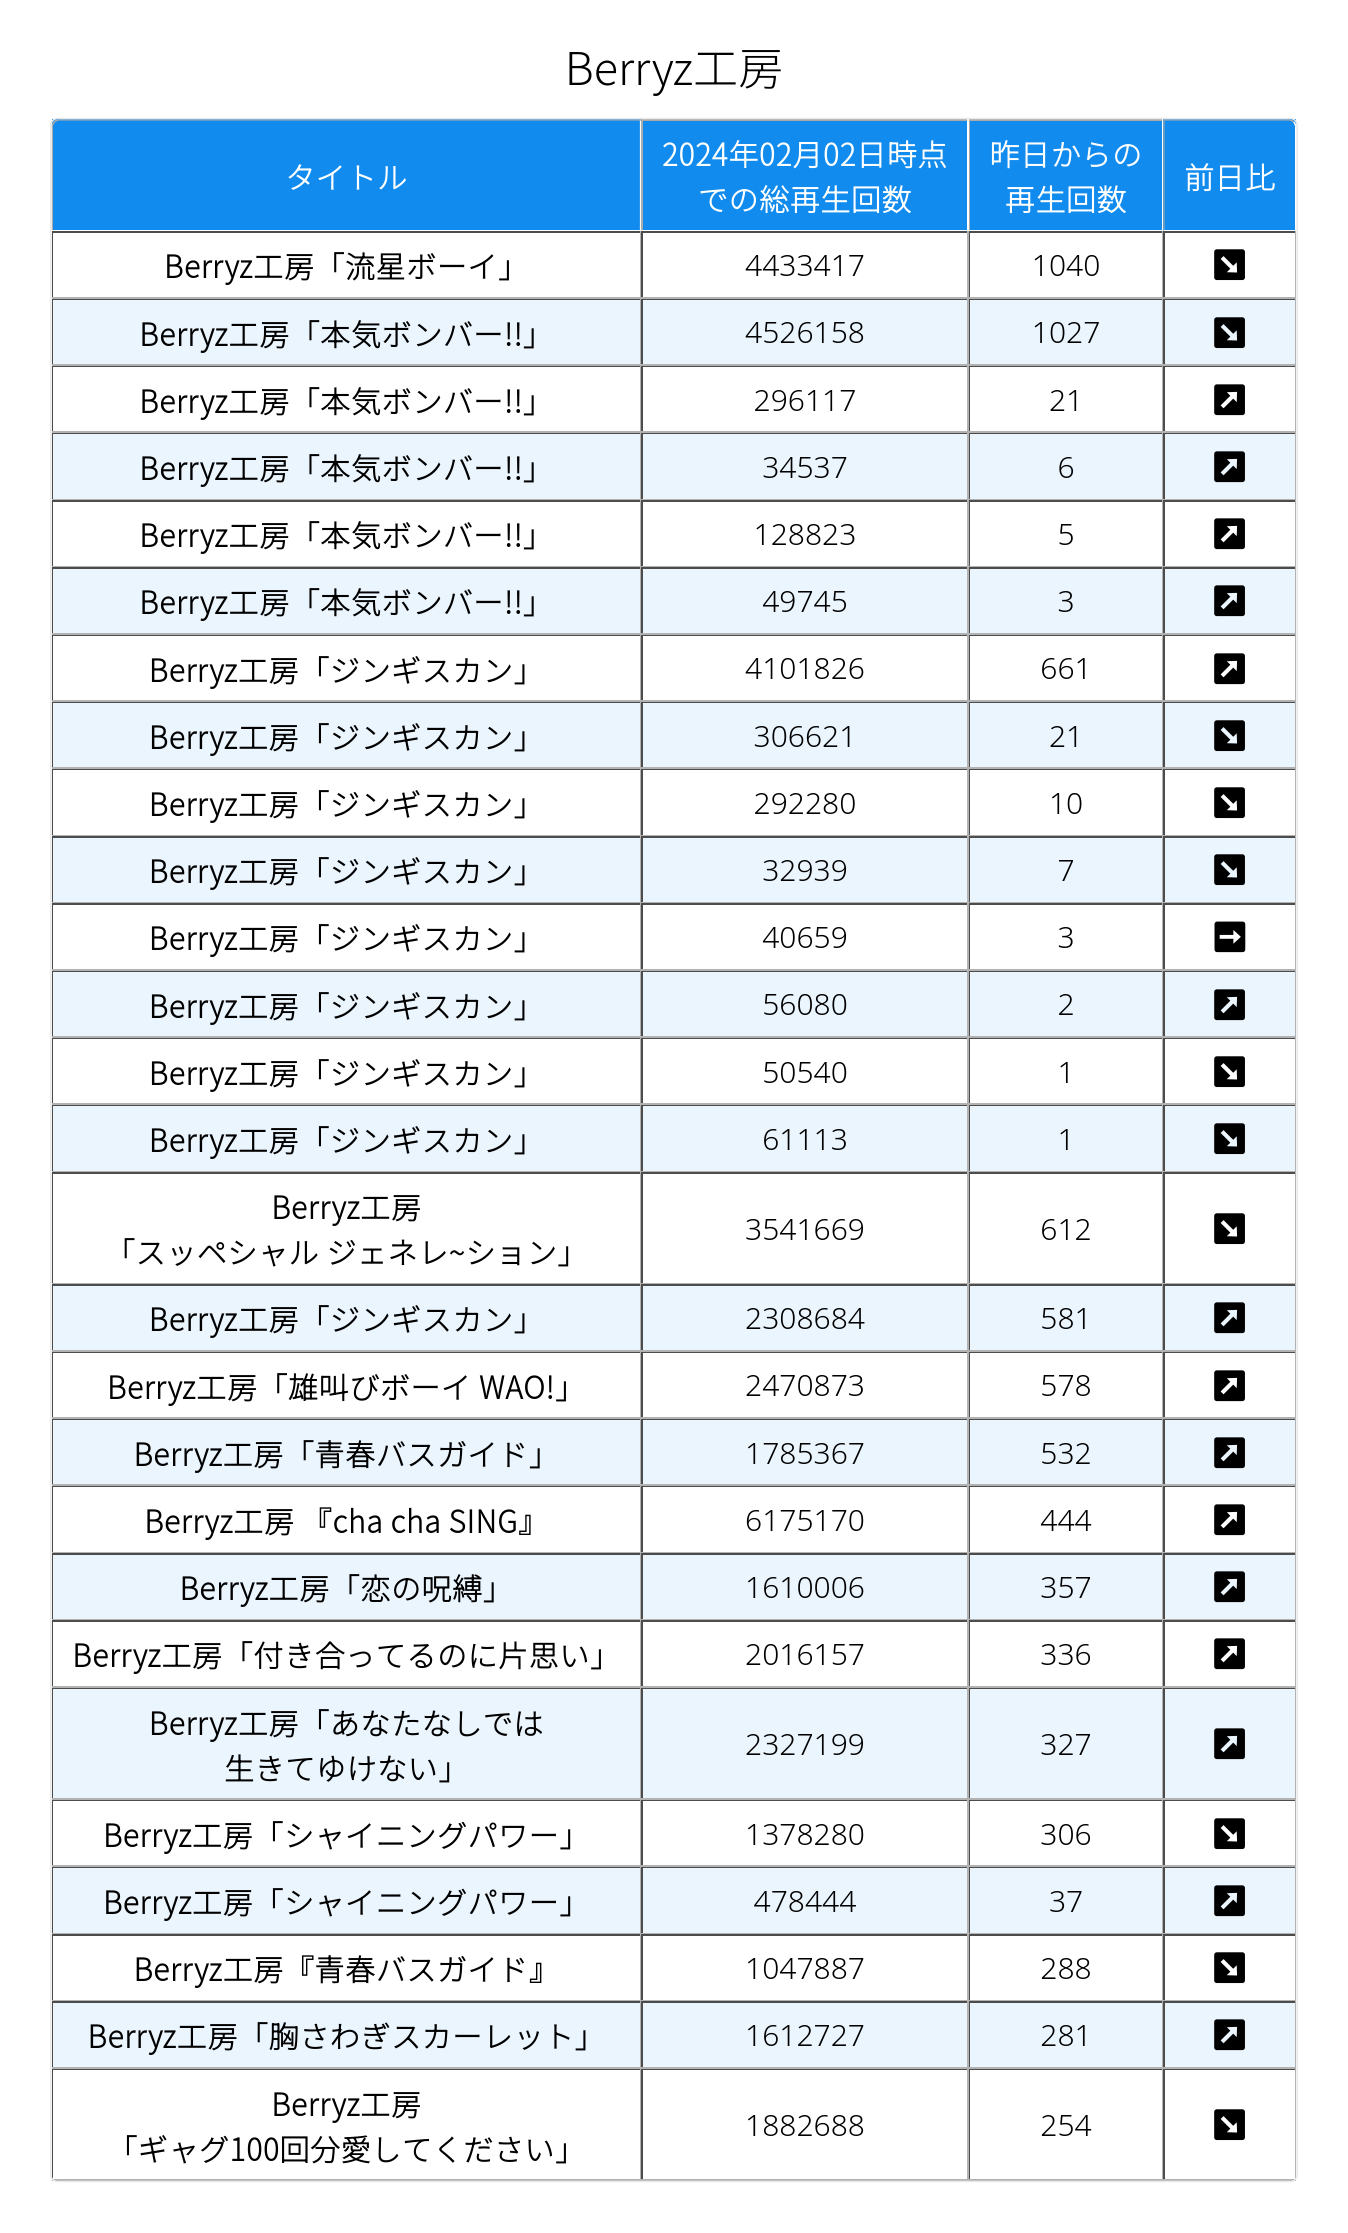 Berryz工房
タイトル
2024年02月02日時点
での総再生回数
昨日からの
再生回数
前日比
Berryz工房「流星ボーイ」 4433417 1040 ↘
Berryz工房「本気ボンバー!!」 4526158 1027 ↘
Berryz工房「本気ボンバー!!」 296117 21 ↗
Berryz工房「本気ボンバー!!」 34537 6 ↗
Berryz工房「本気ボンバー!!」 128823 5 ↗
Berryz工房「本気ボンバー!!」 49745 3 ↗
Berryz工房「ジンギスカン」 4101826 661 ↗
Berryz工房「ジンギスカン」 306621 21 ↘
Berryz工房「ジンギスカン」 292280 10 ↘
Berryz工房「ジンギスカン」 32939 7 ↘
Berryz工房「ジンギスカン」 40659 3 →
Berryz工房「ジンギスカン」 56080 2 ↗
Berryz工房「ジンギスカン」 50540 1 ↘
Berryz工房「ジンギスカン」 61113 1 ↘
Berryz工房
「スッペシャル ジェネレ~ション」 3541669 612 ↘
Berryz工房「ジンギスカン」 2308684 581 ↗
Berryz工房「雄叫びボーイ WAO!」 2470873 578 ↗
Berryz工房「青春バスガイド」 1785367 532 ↗
Berryz工房 『cha cha SING』 6175170 444 ↗
Berryz工房「恋の呪縛」 1610006 357 ↗
Berryz工房「付き合ってるのに片思い」 2016157 336 ↗
Berryz工房「あなたなしでは
生きてゆけない」 2327199 327 ↗
Berryz工房「シャイニングパワー」 1378280 306 ↘
Berryz工房「シャイニングパワー」 478444 37 ↗
Berryz工房『青春バスガイド』 1047887 288 ↘
Berryz工房「胸さわぎスカーレット」 1612727 281 ↗
Berryz工房
「ギャグ100回分愛してください」 1882688 254 ↘